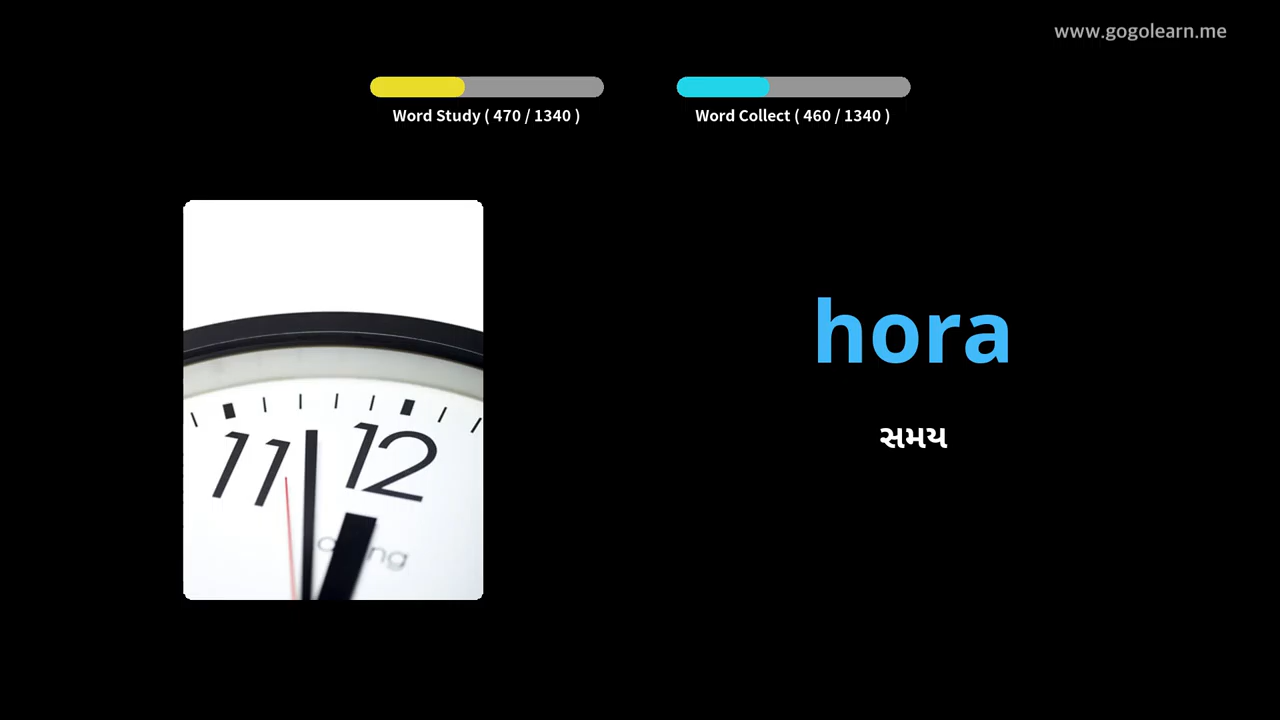 www.gogolearn.me
Word Study ( 470 / 1340 )
Word Collect ( 460 / 1340 )
hora
સમય
11 12